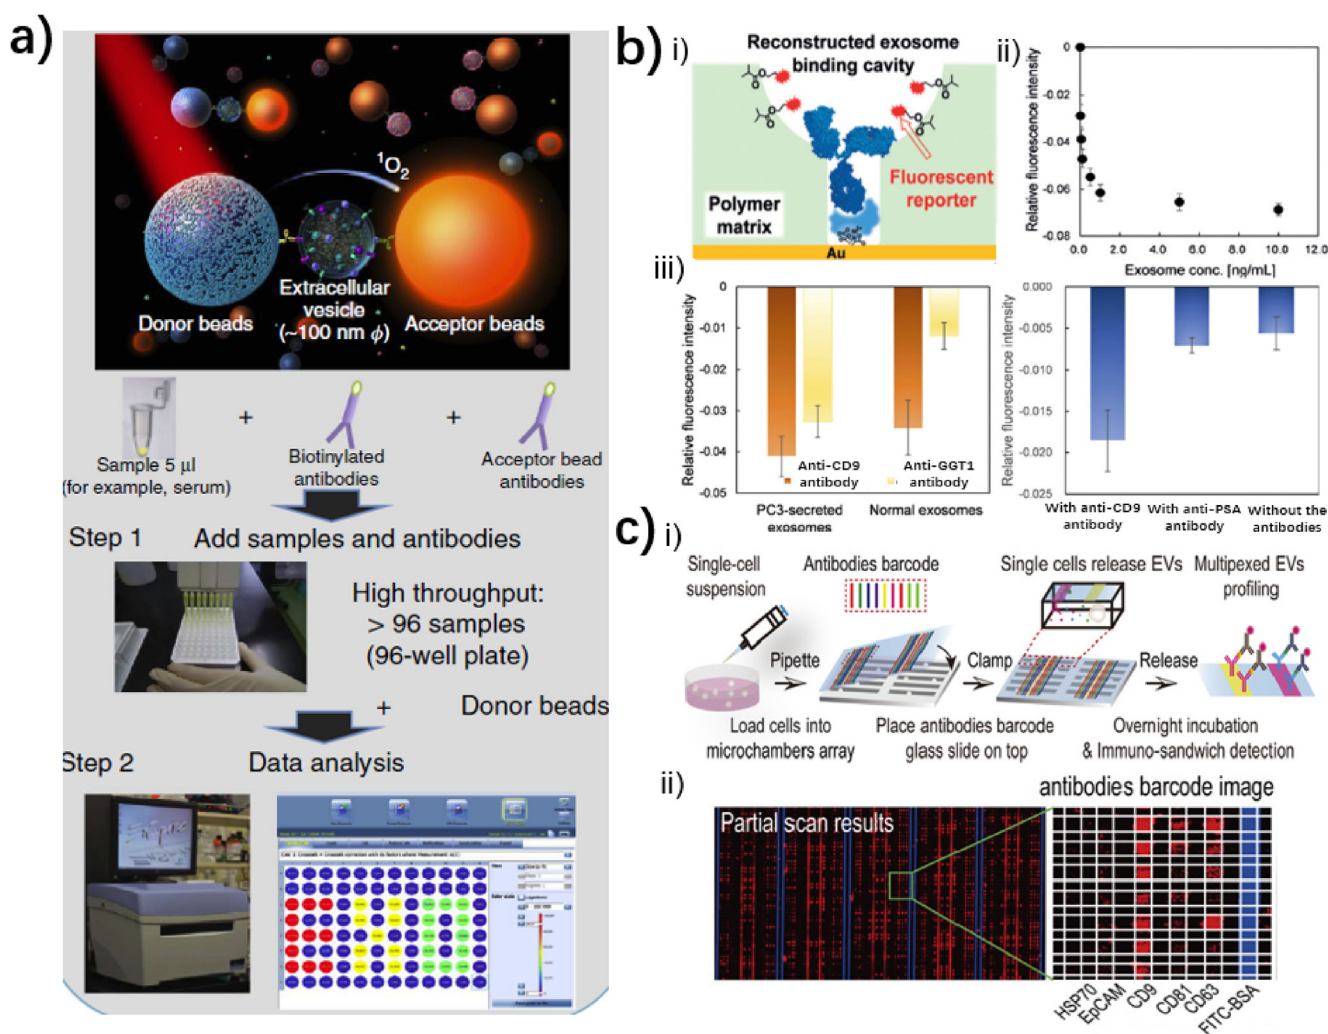 a)
¹O₂
Extracellular
vesicle
(~100 nm ϕ)
Donor beads
Acceptor beads
+
+
Sample 5 μl
(for example, serum)
Biotinylated
antibodies
Acceptor bead
antibodies
Step 1
Add samples and antibodies
High throughput:
> 96 samples
(96-well plate)
+
Donor beads
Step 2
Data analysis
b)
i)
Reconstructed exosome
binding cavity
Fluorescent
reporter
Polymer
matrix
Au
ii)
Relative fluorescence intensity
0
-0.02
-0.04
-0.06
-0.08
0.0
2.0
4.0
6.0
8.0
10.0
Exosome conc. [ng/mL]
iii)
Relative fluorescence intensity
0
-0.01
-0.02
-0.03
-0.04
-0.05
Anti-CD9
antibody
Anti-GGT1
antibody
PC3-secreted
exosomes
Normal exosomes
Relative fluorescence intensity
0.000
-0.005
-0.010
-0.015
-0.020
-0.025
With anti-CD9
antibody
With anti-PSA
antibody
Without the
antibodies
c)
i)
Single-cell
suspension
Antibodies barcode
Single cells release EVs
Multipexed EVs
profiling
Pipette
Clamp
Release
Load cells into
microchambers array
Place antibodies barcode
glass slide on top
Overnight incubation
& Immuno-sandwich detection
ii)
antibodies barcode image
Partial scan results
HSP70
EpCAM
CD9
CD81
CD63
FITC-BSA